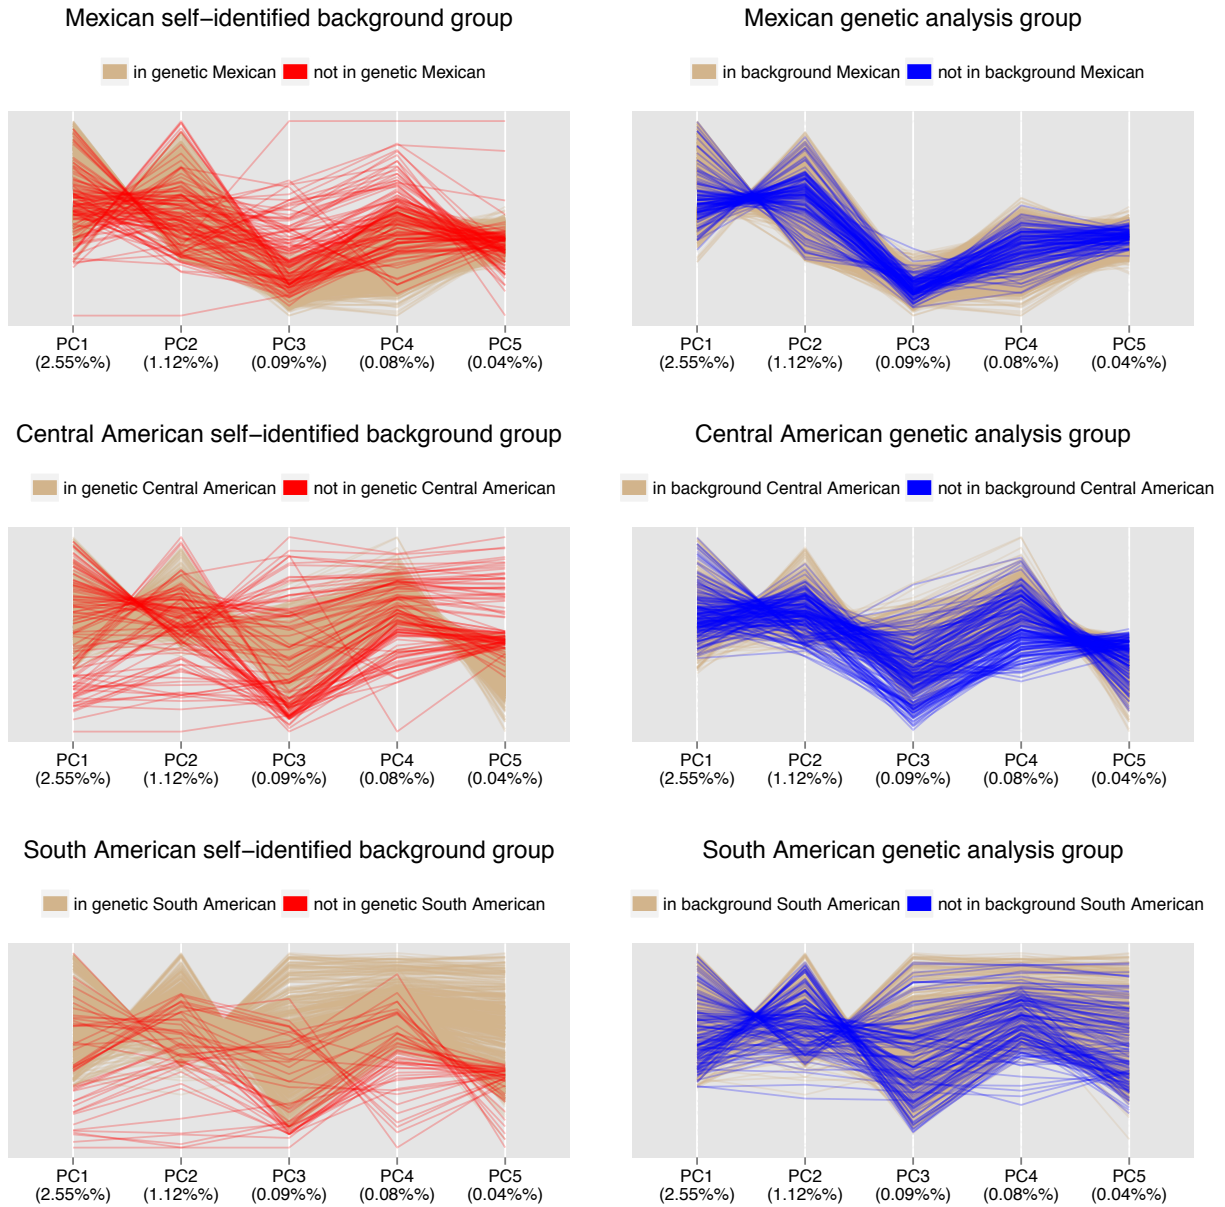 Mexican self−identified background group
in genetic Mexican not in genetic Mexican
PC1 PC2 PC3 PC4 PC5
(2.55%%) (1.12%%) (0.09%%) (0.08%%) (0.04%%)
Mexican genetic analysis group
in background Mexican not in background Mexican
PC1 PC2 PC3 PC4 PC5
(2.55%%) (1.12%%) (0.09%%) (0.08%%) (0.04%%)
Central American self−identified background group
in genetic Central American not in genetic Central American
PC1 PC2 PC3 PC4 PC5
(2.55%%) (1.12%%) (0.09%%) (0.08%%) (0.04%%)
Central American genetic analysis group
in background Central American not in background Central American
PC1 PC2 PC3 PC4 PC5
(2.55%%) (1.12%%) (0.09%%) (0.08%%) (0.04%%)
South American self−identified background group
in genetic South American not in genetic South American
PC1 PC2 PC3 PC4 PC5
(2.55%%) (1.12%%) (0.09%%) (0.08%%) (0.04%%)
South American genetic analysis group
in background South American not in background South American
PC1 PC2 PC3 PC4 PC5
(2.55%%) (1.12%%) (0.09%%) (0.08%%) (0.04%%)